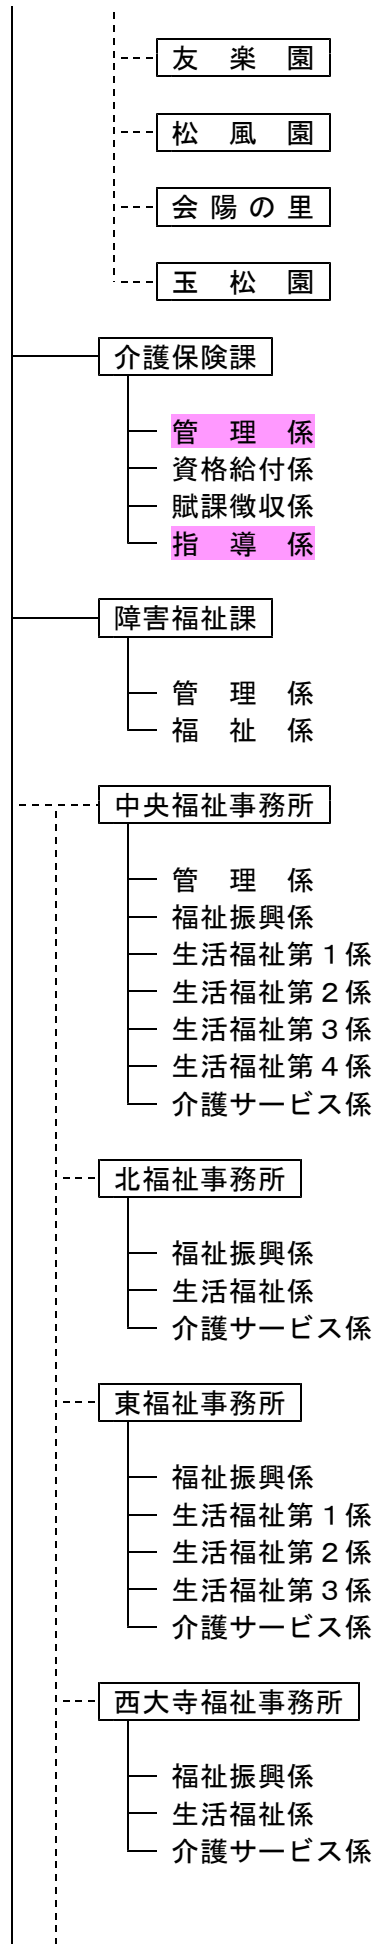 友　楽　園
松　風　園
会陽の里
玉　松　園
介護保険課
管　理　係
資格給付係
賦課徴収係
指　導　係
障害福祉課
管　理　係
福　祉　係
中央福祉事務所
管　理　係
福祉振興係
生活福祉第１係
生活福祉第２係
生活福祉第３係
生活福祉第４係
介護サービス係
北福祉事務所
福祉振興係
生活福祉係
介護サービス係
東福祉事務所
福祉振興係
生活福祉第１係
生活福祉第２係
生活福祉第３係
介護サービス係
西大寺福祉事務所
福祉振興係
生活福祉係
介護サービス係